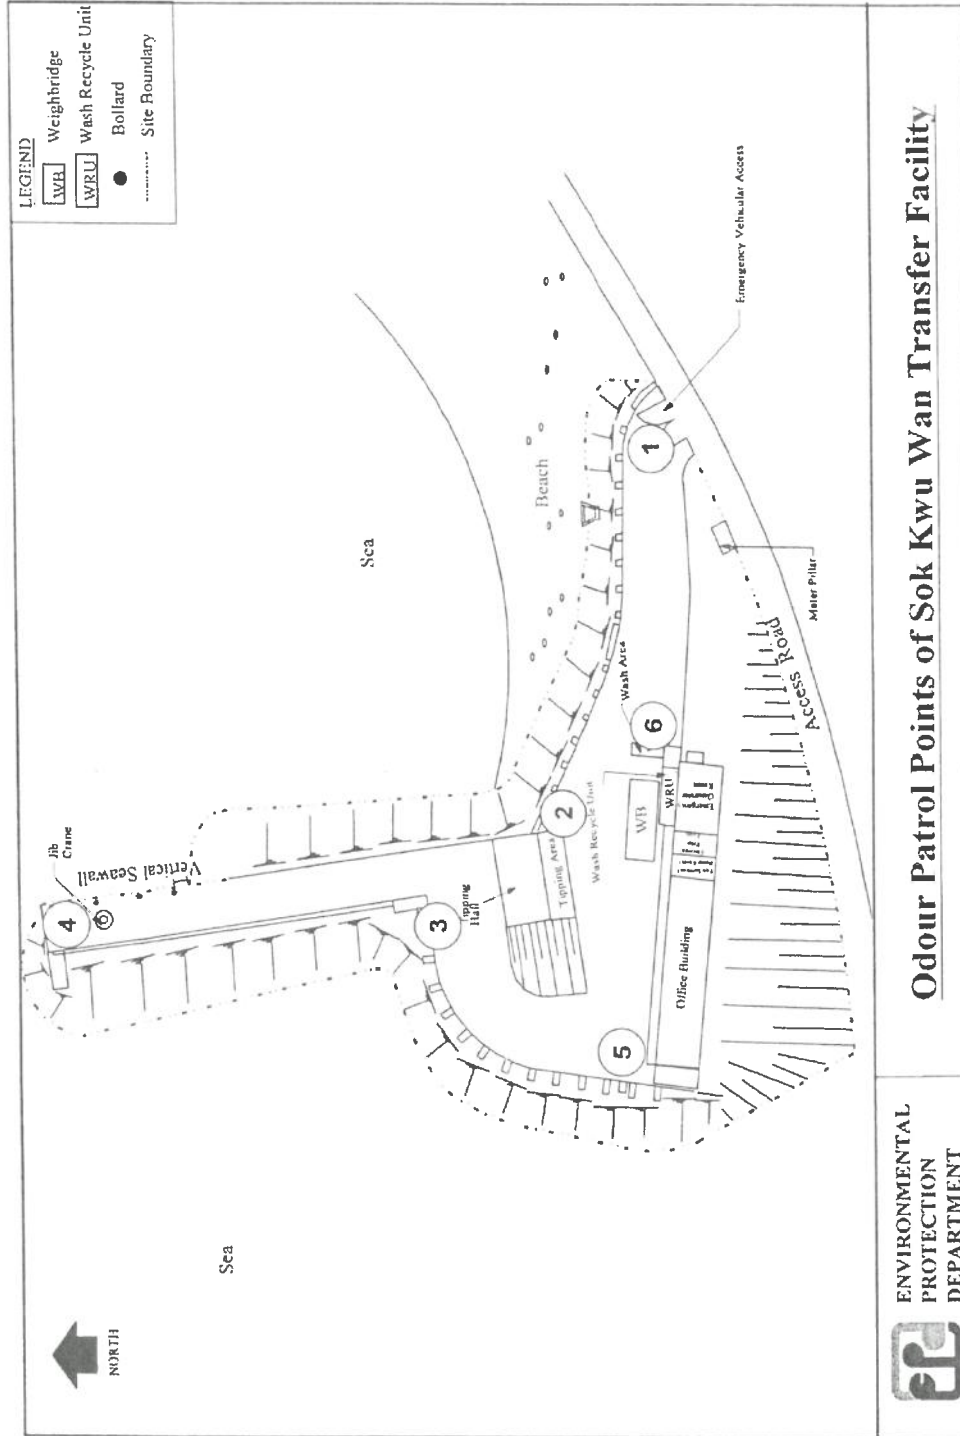 LEGEND
WB Weighbridge
WRU Wash Recycle Unit
Bollard
Site Boundary
NORTH
Sea
Sea
Beach
Jib
Crane
Vertical Seawall
4
3
2
1
6
5
Tipping
Hall
Tipping Area
Wash Recycle Unit
Wash Area
WB
WRU
Office Building
Emergency Vehicular Access
Meter Pillar
Access Road
ENVIRONMENTAL
PROTECTION
DEPARTMENT
Odour Patrol Points of Sok Kwu Wan Transfer Facility